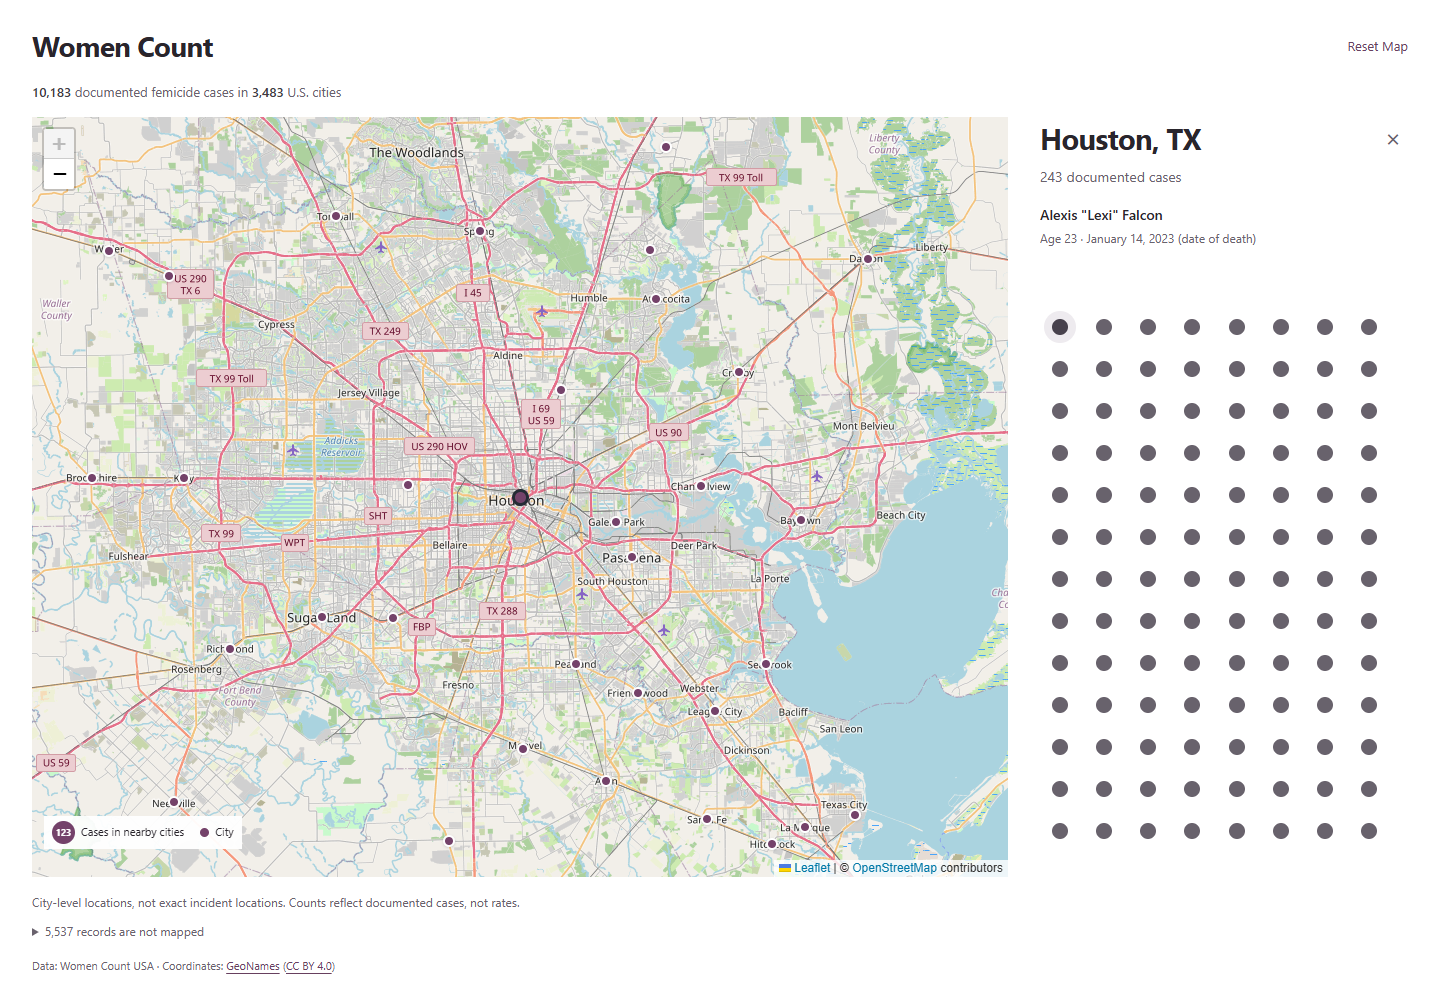 Women Count
Reset Map
10,183 documented femicide cases in 3,483 U.S. cities
+
−
The Woodlands
Liberty
County
TX 99 Toll
Liberty
Waller
County
US 290
TX 6
I 45
Humble
Cypress
TX 249
Aldine
TX 99 Toll
Jersey Village
I 69
US 59
Mont Belvieu
US 90
US 290 HOV
Addicks
Reservoir
SHT
Beach City
TX 99
WPT
Bellaire
Deer Park
Fulshear
La Porte
South Houston
TX 288
FBP
Rosenberg
Fort Bend
County
Fresno
Webster
Bacliff
San Leon
Dickinson
US 59
Texas City
123 Cases in nearby cities
City
Leaflet | © OpenStreetMap contributors
Houston, TX
×
243 documented cases
Alexis "Lexi" Falcon
Age 23 · January 14, 2023 (date of death)
City-level locations, not exact incident locations. Counts reflect documented cases, not rates.
5,537 records are not mapped
Data: Women Count USA · Coordinates: GeoNames (CC BY 4.0)